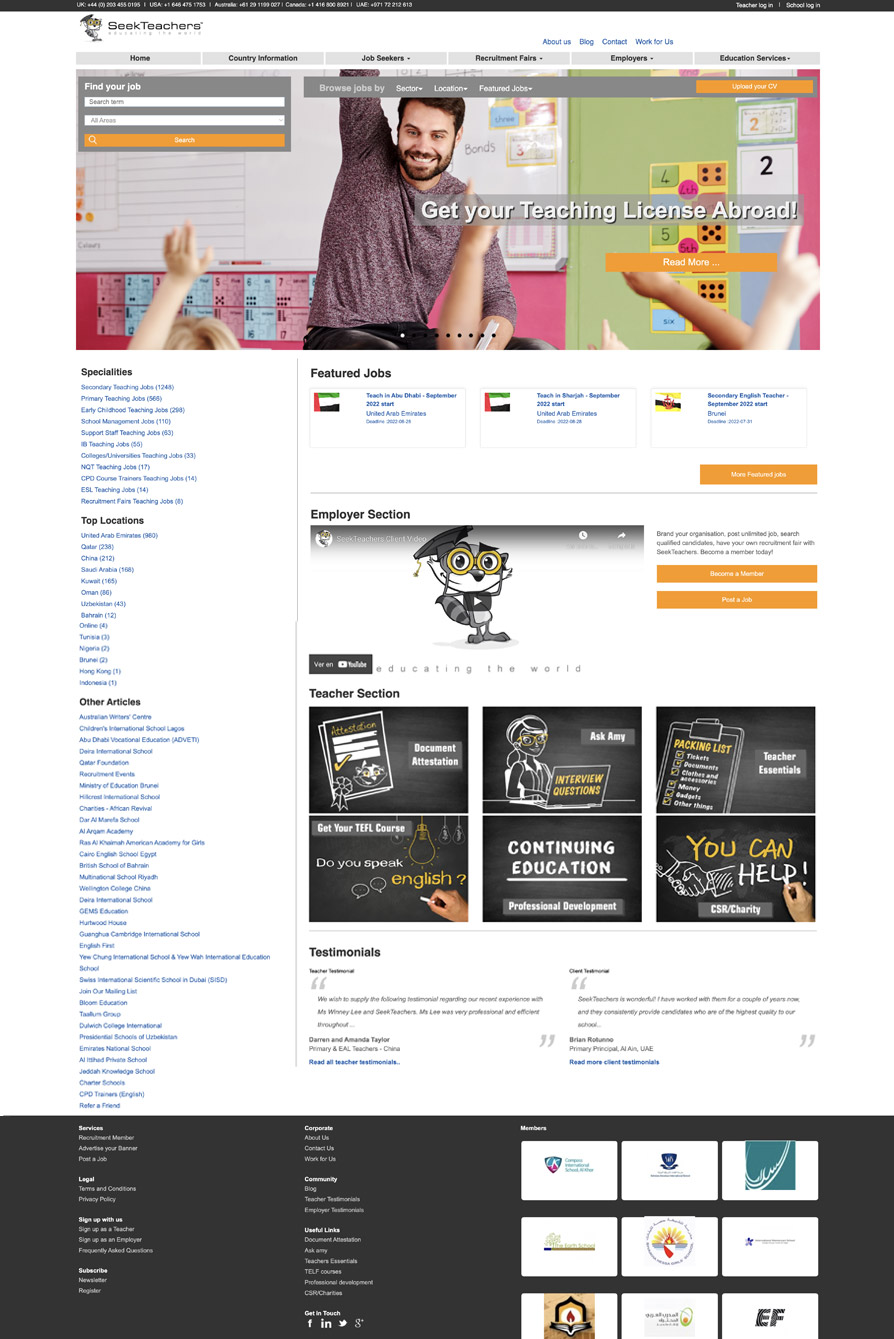 UK: +44 (0) 203 455 0195 | USA: +1 646 475 1753 | Australia: +61 29 1199 027 | Canada: +1 416 800 8921 | UAE: +971 72 212 613
Teacher log in | School log in
SeekTeachers
educating the world
About us Blog Contact Work for Us
Home Country Information Job Seekers Recruitment Fairs Employers Education Services
Find your job
Search term
All Areas
Search
Browse jobs by Sector Location Featured Jobs
Upload your CV
three
Bonds
Colours
4
4th
5
5th
six
3
2
Get your Teaching License Abroad!
Read More ...
Specialities
Secondary Teaching Jobs (1248)
Primary Teaching Jobs (566)
Early Childhood Teaching Jobs (298)
School Management Jobs (110)
Support Staff Teaching Jobs (63)
IB Teaching Jobs (55)
Colleges/Universities Teaching Jobs (33)
NQT Teaching Jobs (17)
CPD Course Trainers Teaching Jobs (14)
ESL Teaching Jobs (14)
Recruitment Fairs Teaching Jobs (8)
Top Locations
United Arab Emirates (960)
Qatar (238)
China (212)
Saudi Arabia (168)
Kuwait (165)
Oman (86)
Uzbekistan (43)
Bahrain (12)
Online (4)
Tunisia (3)
Nigeria (2)
Brunei (2)
Hong Kong (1)
Indonesia (1)
Other Articles
Australian Writers' Centre
Children's International School Lagos
Abu Dhabi Vocational Education (ADVETI)
Deira International School
Qatar Foundation
Recruitment Events
Ministry of Education Brunei
Hillcrest International School
Charities - African Revival
Dar Al Marefa School
Al Arqam Academy
Ras Al Khaimah American Academy for Girls
Cairo English School Egypt
British School of Bahrain
Multinational School Riyadh
Wellington College China
Deira International School
GEMS Education
Hurtwood House
Guanghua Cambridge International School
English First
Yew Chung International School & Yew Wah International Education
School
Swiss International Scientific School in Dubai (SISD)
Join Our Mailing List
Bloom Education
Taallum Group
Dulwich College International
Presidential Schools of Uzbekistan
Emirates National School
Al Ittihad Private School
Jeddah Knowledge School
Charter Schools
CPD Trainers (English)
Refer a Friend
Featured Jobs
Teach in Abu Dhabi - September
2022 start
United Arab Emirates
Deadline :2022-08-28
Teach in Sharjah - September
2022 start
United Arab Emirates
Deadline :2022-08-28
Secondary English Teacher -
September 2022 start
Brunei
Deadline :2022-07-31
More Featured jobs
Employer Section
SeekTeachers Client Video
Ver en YouTube
educating the world
Brand your organisation, post unlimited job, search
qualified candidates, have your own recruitment fair with
SeekTeachers. Become a member today!
Become a Member
Post a Job
Teacher Section
Attestation
Document
Attestation
Ask Amy
INTERVIEW
QUESTIONS
PACKING LIST
Tickets
Documents
Clothes and
accessories
Money
Gadgets
Other things
Teacher
Essentials
Get Your TEFL Course
Do you speak
english ?
CONTINUING
EDUCATION
Professional Development
YOU CAN
HELP!
CSR/Charity
Testimonials
Teacher Testimonial
We wish to supply the following testimonial regarding our recent experience with
Ms Winney Lee and SeekTeachers. Ms Lee was very professional and efficient
throughout ...
Darren and Amanda Taylor
Primary & EAL Teachers - China
Read all teacher testimonials..
Client Testimonial
SeekTeachers is wonderful! I have worked with them for a couple of years now,
and they consistently provide candidates who are of the highest quality to our
school...
Brian Rotunno
Primary Principal, Al Ain, UAE
Read more client testimonials
Services
Recruitment Member
Advertise your Banner
Post a Job
Legal
Terms and Conditions
Privacy Policy
Sign up with us
Sign up as a Teacher
Sign up as an Employer
Frequently Asked Questions
Subscribe
Newsletter
Register
Corporate
About Us
Contact Us
Work for Us
Community
Blog
Teacher Testimonials
Employer Testimonials
Useful Links
Document Attestation
Ask amy
Teachers Essentials
TELF courses
Professional development
CSR/Charities
Get in Touch
Members
Compass
International
School, Al Khair
The Earth School
EF